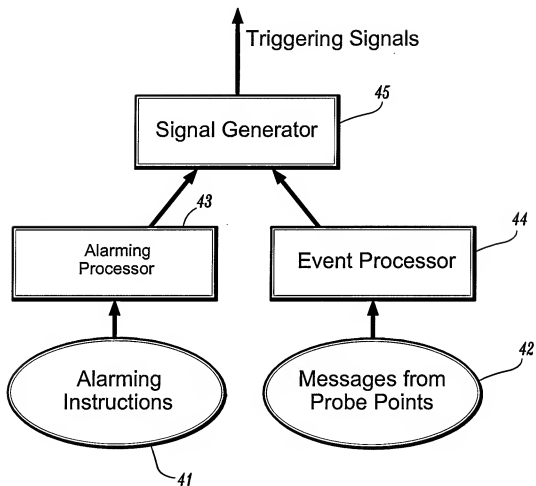 Triggering Signals
45
Signal Generator
43
Alarming
Processor
44
Event Processor
Alarming
Instructions
41
42
Messages from
Probe Points